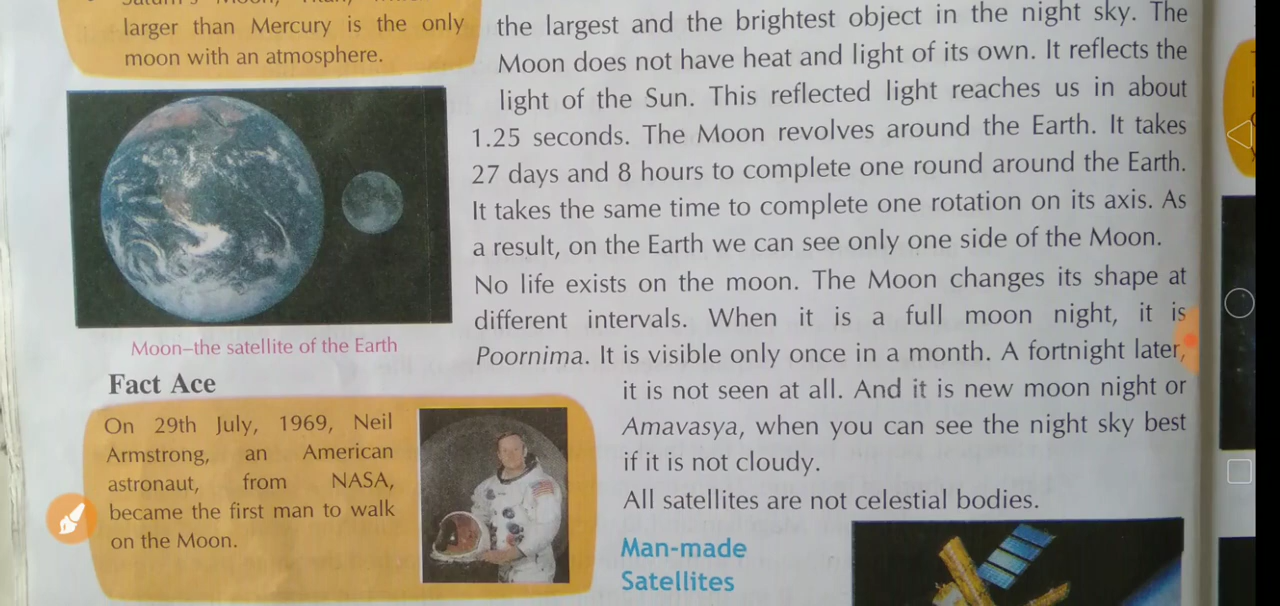 larger than Mercury is the only
moon with an atmosphere.
the largest and the brightest object in the night sky. The
Moon does not have heat and light of its own. It reflects the
light of the Sun. This reflected light reaches us in about
1.25 seconds. The Moon revolves around the Earth. It takes
27 days and 8 hours to complete one round around the Earth.
It takes the same time to complete one rotation on its axis. As
a result, on the Earth we can see only one side of the Moon.
No life exists on the moon. The Moon changes its shape at
different intervals. When it is a full moon night, it is
Poornima. It is visible only once in a month. A fortnight later,
it is not seen at all. And it is new moon night or
Amavasya, when you can see the night sky best
if it is not cloudy.
All satellites are not celestial bodies.
Moon–the satellite of the Earth
Fact Ace
On 29th July, 1969, Neil
Armstrong, an American
astronaut, from NASA,
became the first man to walk
on the Moon.
Man-made
Satellites